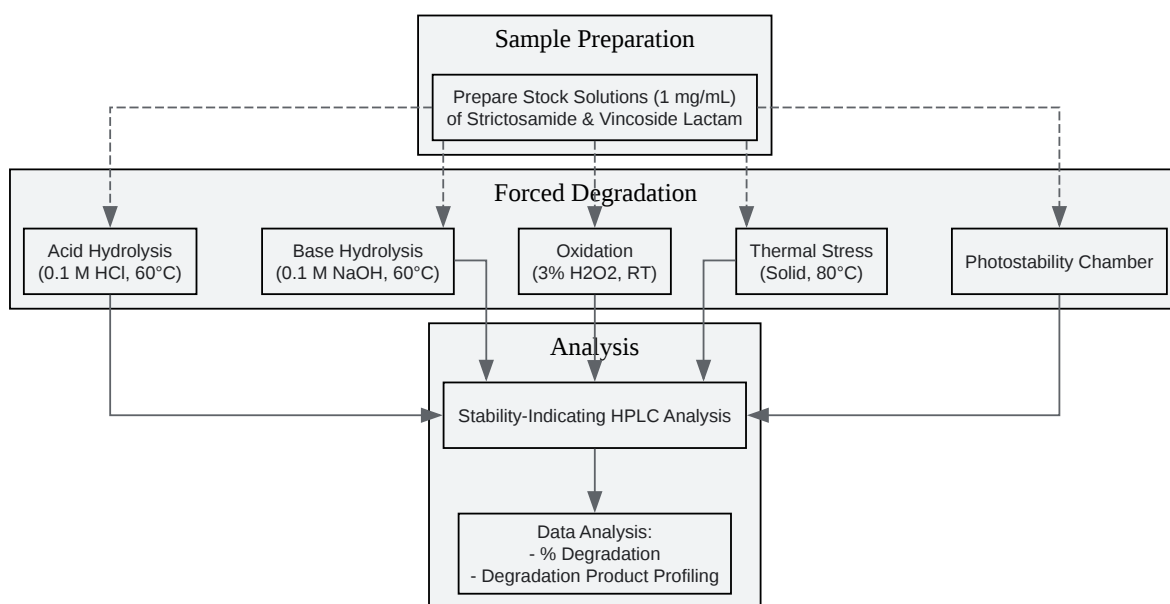 Sample Preparation
Prepare Stock Solutions (1 mg/mL)
of Strictosamide & Vincoside Lactam
Forced Degradation
Acid Hydrolysis
(0.1 M HCl, 60°C)
Base Hydrolysis
(0.1 M NaOH, 60°C)
Oxidation
(3% H2O2, RT)
Thermal Stress
(Solid, 80°C)
Photostability Chamber
Analysis
Stability-Indicating HPLC Analysis
Data Analysis:
- % Degradation
- Degradation Product Profiling